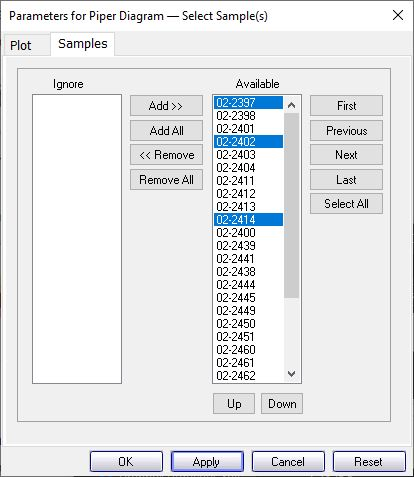 Parameters for Piper Diagram — Select Sample(s)
Plot
Samples
Ignore
Available
Add >>
Add All
<< Remove
Remove All
02-2397
02-2398
02-2401
02-2402
02-2403
02-2404
02-2411
02-2412
02-2413
02-2414
02-2400
02-2439
02-2441
02-2438
02-2444
02-2445
02-2449
02-2450
02-2451
02-2460
02-2461
02-2462
First
Previous
Next
Last
Select All
Up
Down
OK
Apply
Cancel
Reset